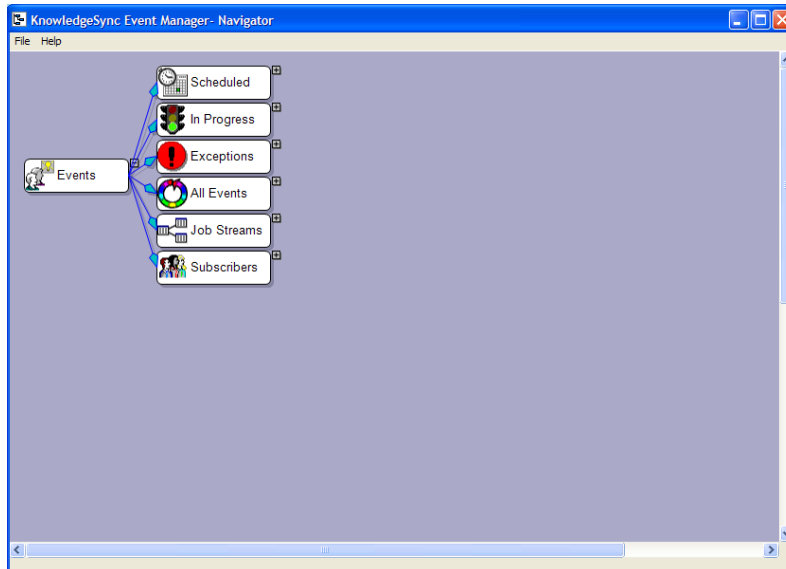 KnowledgeSync Event Manager- Navigator
File Help
Scheduled
In Progress
Exceptions
Events
All Events
Job Streams
Subscribers